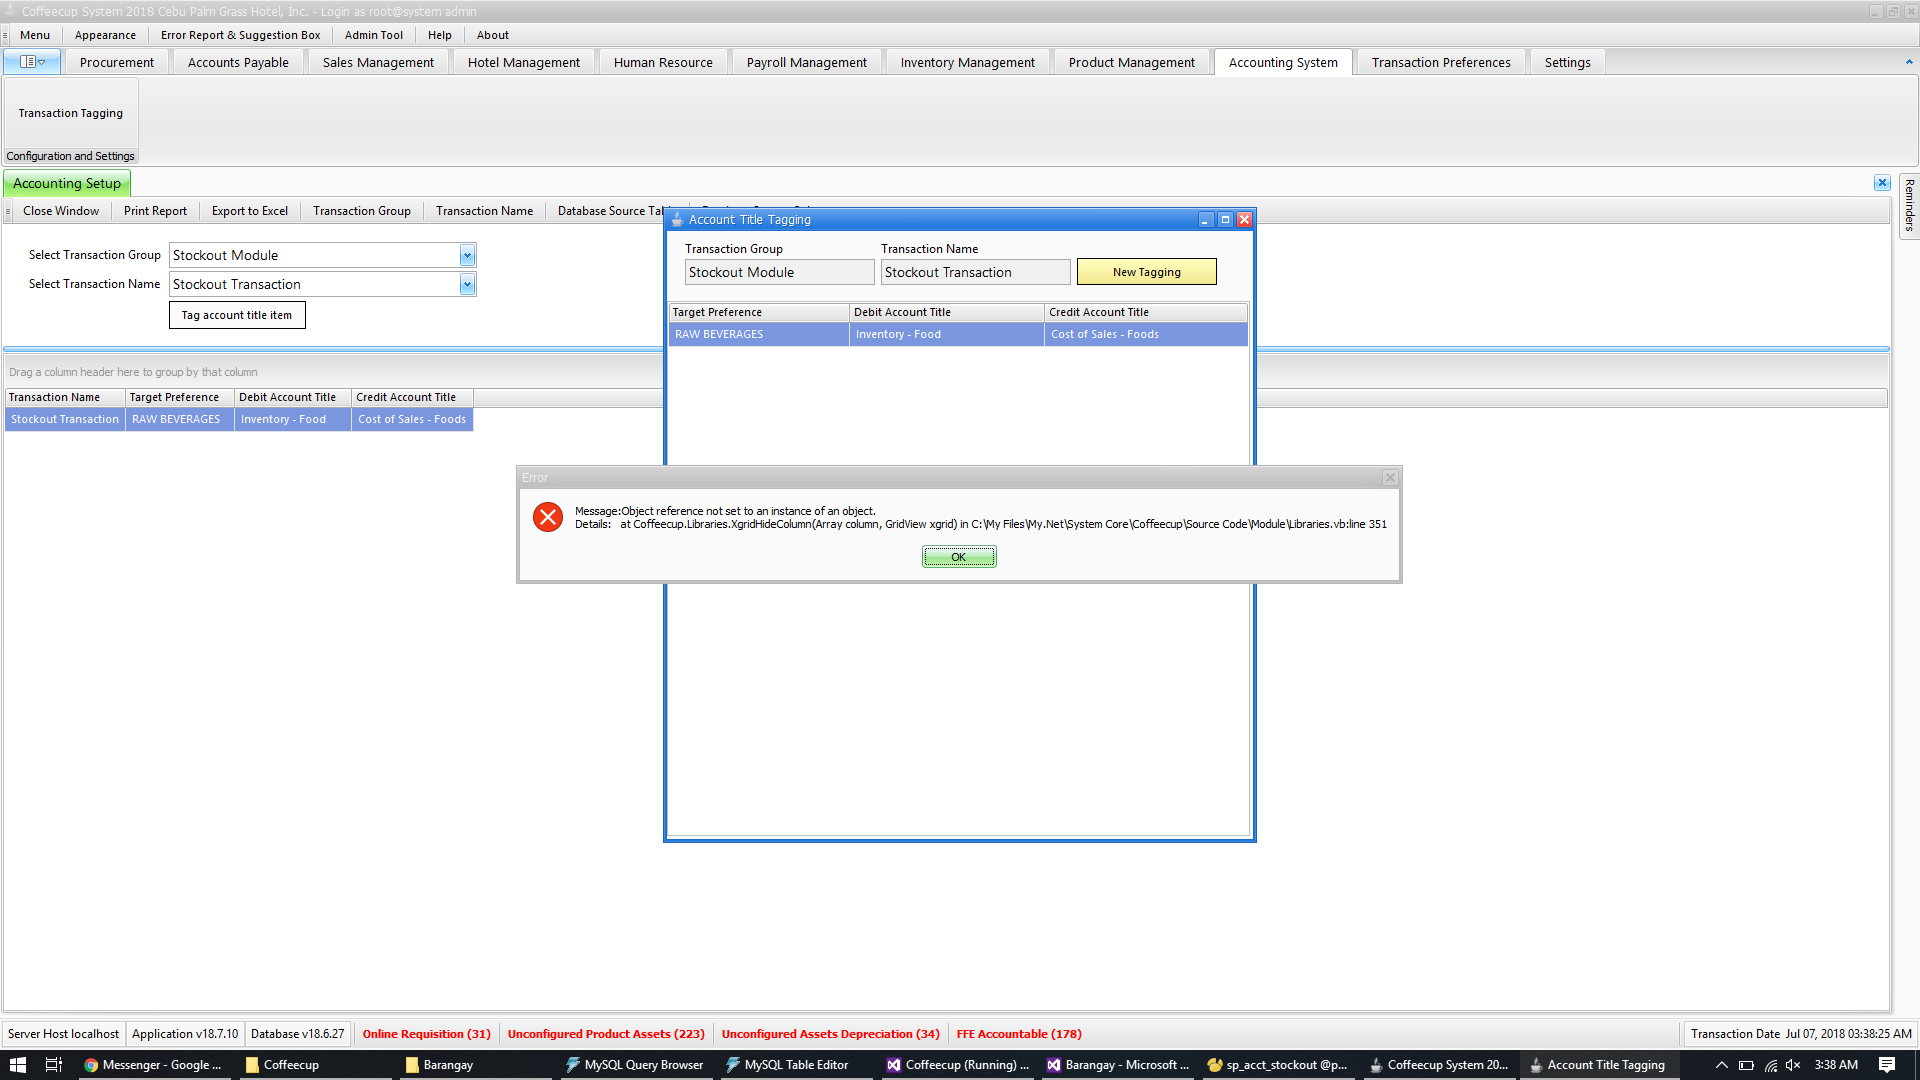 Coffeecup System 2018 Cebu Palm Grass Hotel, Inc. - Login as root@system admin
Menu Appearance Error Report & Suggestion Box Admin Tool Help About
Procurement Accounts Payable Sales Management Hotel Management Human Resource Payroll Management Inventory Management Product Management Accounting System Transaction Preferences Settings
Transaction Tagging
Configuration and Settings
Accounting Setup
Reminders
Close Window Print Report Export to Excel Transaction Group Transaction Name Database Source
Account Title Tagging
Select Transaction Group Stockout Module
Select Transaction Name Stockout Transaction
Tag account title item
Transaction Group Transaction Name
Stockout Module Stockout Transaction New Tagging
Target Preference Debit Account Title Credit Account Title
RAW BEVERAGES Inventory - Food Cost of Sales - Foods
Drag a column header here to group by that column
Transaction Name Target Preference Debit Account Title Credit Account Title
Stockout Transaction RAW BEVERAGES Inventory - Food Cost of Sales - Foods
Error
Message:Object reference not set to an instance of an object.
Details: at Coffeecup.Libraries.XgridHideColumn(Array column, GridView xgrid) in C:\My Files\My.Net\System Core\Coffeecup\Source Code\Module\Libraries.vb:line 351
OK
Server Host localhost Application v18.7.10 Database v18.6.27 Online Requisition (31) Unconfigured Product Assets (223) Unconfigured Assets Depreciation (34) FFE Accountable (178) Transaction Date Jul 07, 2018 03:38:25 AM
Messenger - Google ... Coffeecup Barangay MySQL Query Browser MySQL Table Editor Coffeecup (Running) ... Barangay - Microsoft ... sp_acct_stockout @p... Coffeecup System 20... Account Title Tagging 3:38 AM